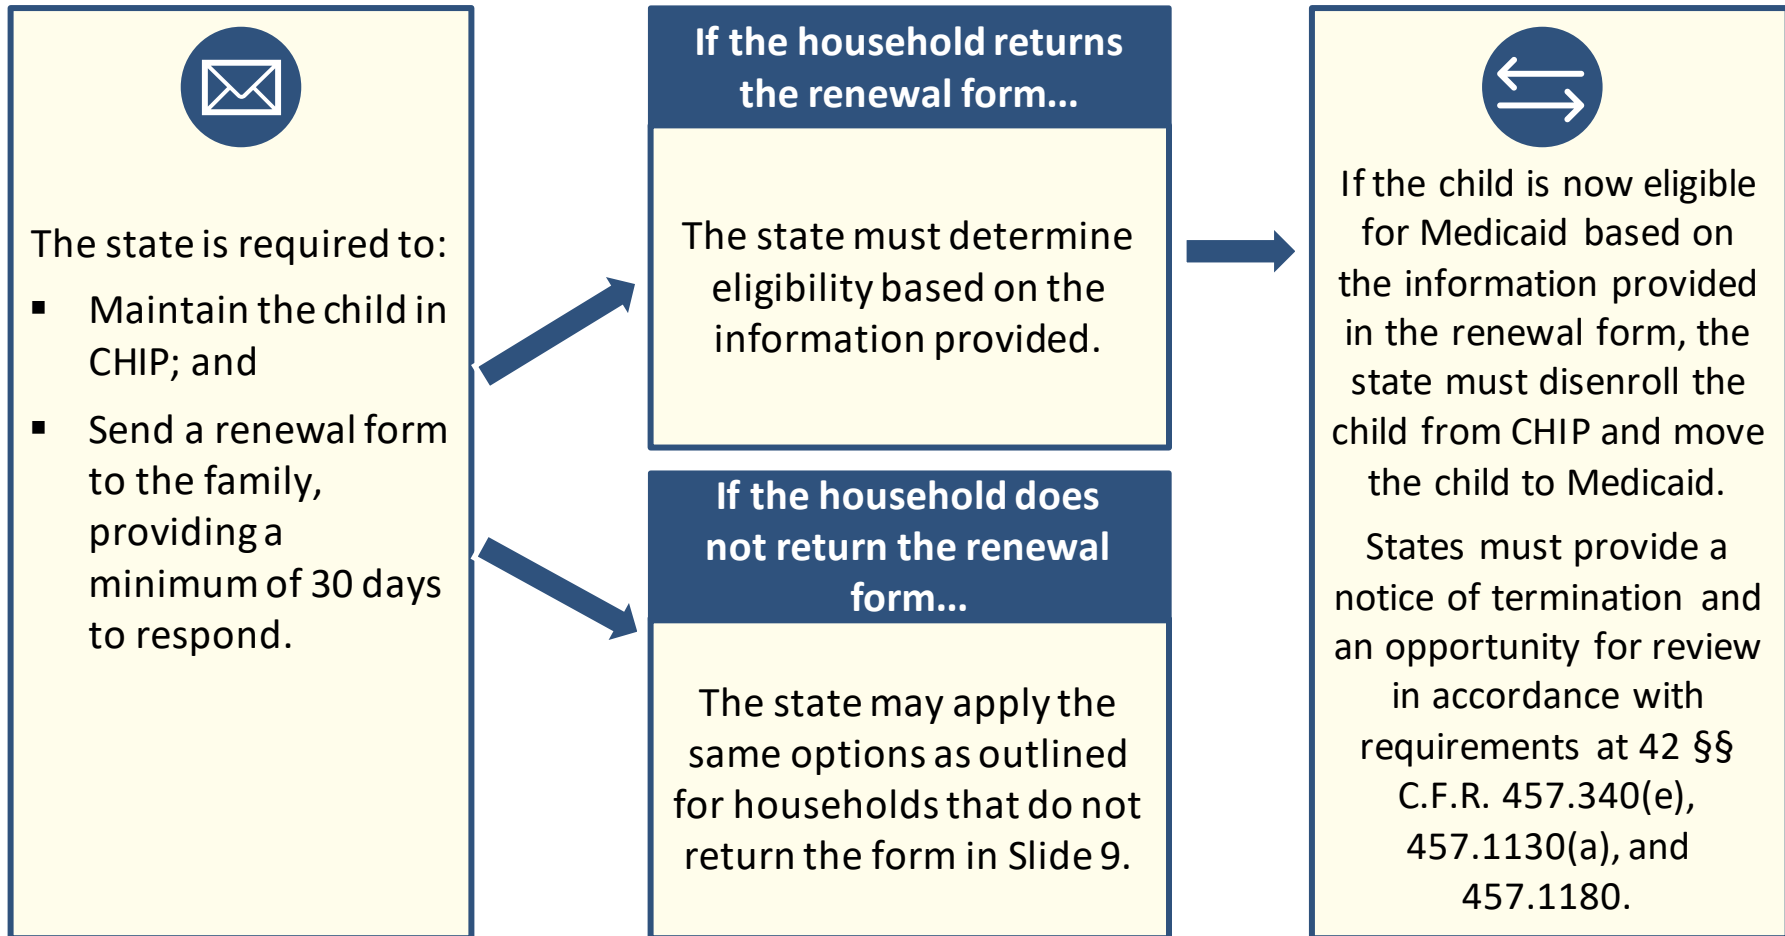 The state is required to:
▪ Maintain the child in
CHIP; and
▪ Send a renewal form
to the family,
providing a
minimum of 30 days
to respond.
If the household returns
the renewal form...
The state must determine
eligibility based on the
information provided.
If the household does
not return the renewal
form...
The state may apply the
same options as outlined
for households that do not
return the form in Slide 9.
If the child is now eligible
for Medicaid based on
the information provided
in the renewal form, the
state must disenroll the
child from CHIP and move
the child to Medicaid.
States must provide a
notice of termination and
an opportunity for review
in accordance with
requirements at 42 §§
C.F.R. 457.340(e),
457.1130(a), and
457.1180.